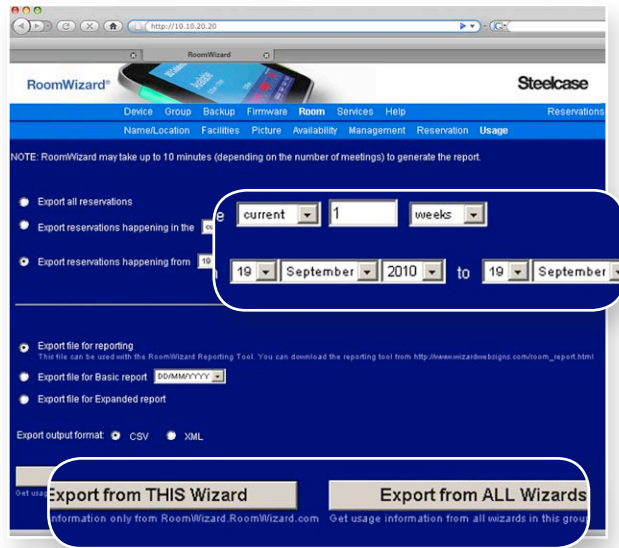 http://10.10.20.20
RoomWizard
RoomWizard®
Steelcase
Device Group Backup Firmware Room Services Help Reservations
Name/Location Facilities Picture Availability Management Reservation Usage
NOTE: RoomWizard may take up to 10 minutes (depending on the number of meetings) to generate the report.
Export all reservations
Export reservations happening in the
current 1 weeks
Export reservations happening from 19
19 September 2010 to 19 September
Export file for reporting
This file can be used with the RoomWizard Reporting Tool. You can download the reporting tool from http://www.wizardwebsigns.com/room_report.html
Export file for Basic report DD/MM/YYYY
Export file for Expanded report
Export output format: CSV XML
Export from THIS Wizard Export from ALL Wizards
information only from RoomWizard.RoomWizard.com Get usage information from all wizards in this group